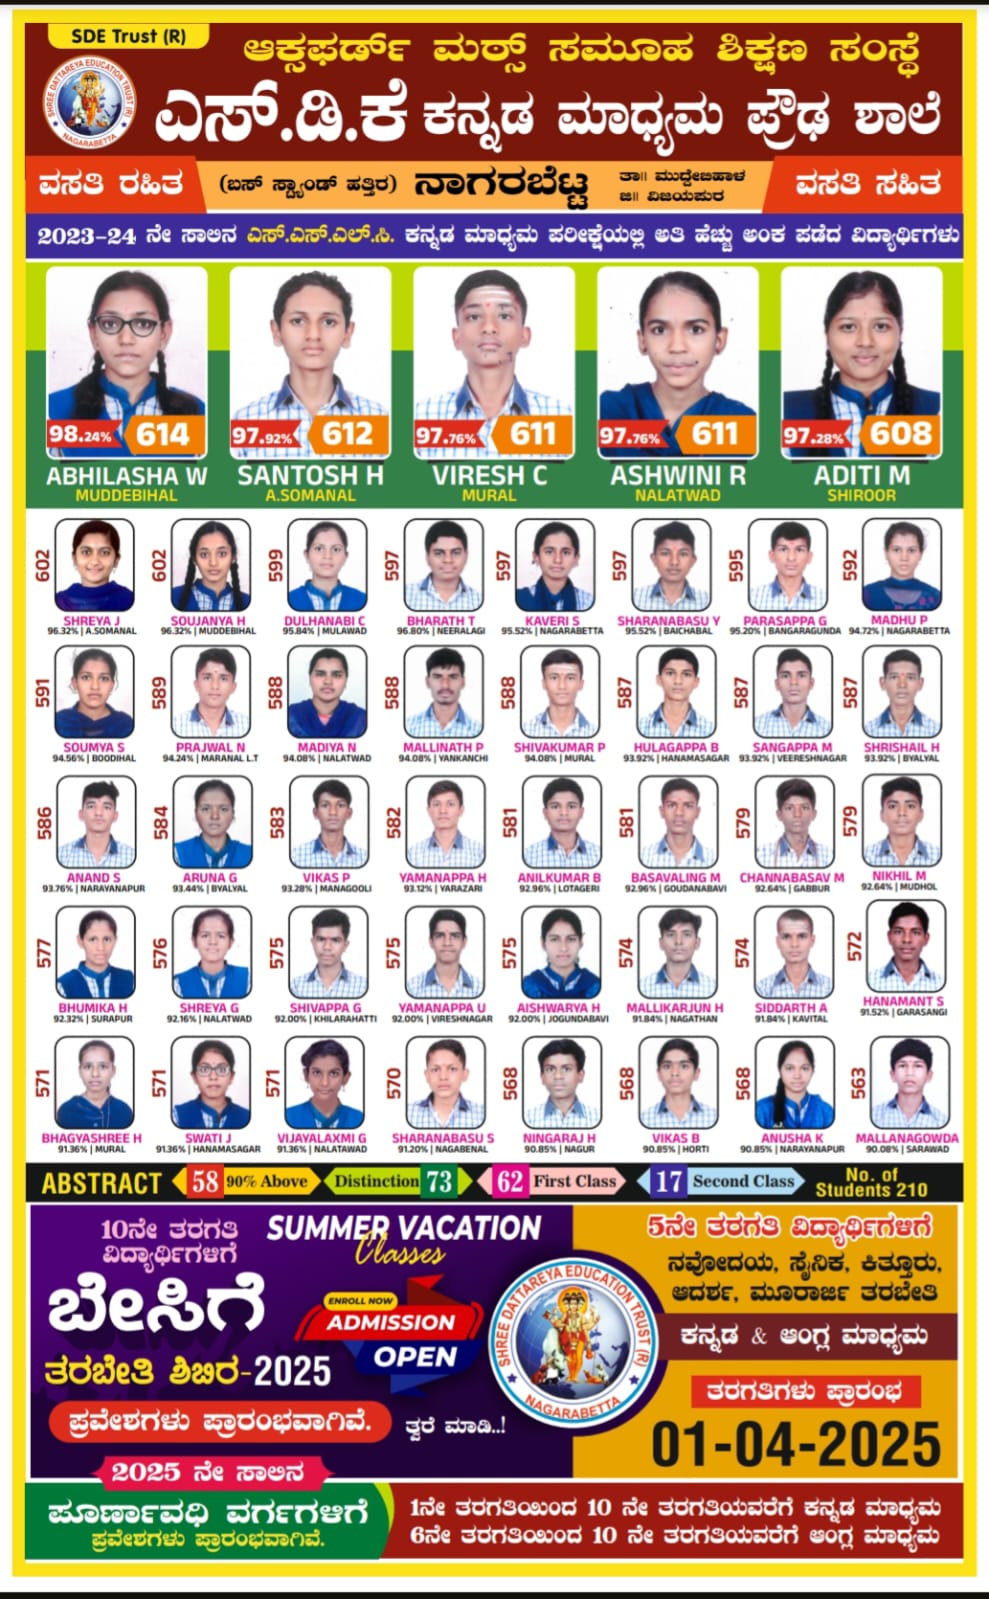 SDE Trust (R)
ಆಕ್ಸಫರ್ಡ್ ಮಠ್ಸ್ ಸಮೂಹ ಶಿಕ್ಷಣ ಸಂಸ್ಥೆ
SHREE DATTAREYA EDUCATION TRUST (R)
NAGARABETTA
ಎಸ್.ಡಿ.ಕೆ ಕನ್ನಡ ಮಾಧ್ಯಮ ಪ್ರೌಢ ಶಾಲೆ
ವಸತಿ ರಹಿತ
(ಬಸ್ ಸ್ಟ್ಯಾಂಡ್ ಹತ್ತಿರ) ನಾಗರಬೆಟ್ಟ
ತಾ॥ ಮುದ್ದೇಬಿಹಾಳ
ಜಿ॥ ವಿಜಯಪುರ
ವಸತಿ ಸಹಿತ
2023-24 ನೇ ಸಾಲಿನ ಎಸ್.ಎಸ್.ಎಲ್.ಸಿ. ಕನ್ನಡ ಮಾಧ್ಯಮ ಪರೀಕ್ಷೆಯಲ್ಲಿ ಅತಿ ಹೆಚ್ಚು ಅಂಕ ಪಡೆದ ವಿದ್ಯಾರ್ಥಿಗಳು
98.24% 614 97.92% 612 97.76% 611 97.76% 611 97.28% 608
ABHILASHA W SANTOSH H VIRESH C ASHWINI R ADITI M
MUDDEBIHAL A.SOMANAL MURAL NALATWAD SHIROOR
602 602 599 597 597 597 595 592
SHREYA J SOUJANYA H DULHANABI C BHARATH T KAVERI S SHARANABASU Y PARASAPPA G MADHU P
96.32% | A.SOMANAL 96.32% | MUDDEBIHAL 95.84% | MULAWAD 96.80% | NEERALAGI 95.52% | NAGARABETTA 95.52% | BAICHABAL 95.20% | BANGARAGUNDA 94.72% | NAGARABETTA
591 589 588 588 588 587 587 587
SOUMYA S PRAJWAL N MADIYA N MALLINATH P SHIVAKUMAR P HULAGAPPA B SANGAPPA M SHRISHAIL H
94.56% | BOODIHAL 94.24% | MARANAL L.T 94.08% | NALATWAD 94.08% | YANKANCHI 94.08% | MURAL 93.92% | HANAMASAGAR 93.92% | VEERESHNAGAR 93.92% | BYALYAL
586 584 583 582 581 581 579 579
ANAND S ARUNA G VIKAS P YAMANAPPA H ANILKUMAR B BASAVALING M CHANNABASAV M NIKHIL M
93.76% | NARAYANAPUR 93.44% | BYALYAL 93.28% | MANAGOOLI 93.12% | YARAZARI 92.96% | LOTAGERI 92.96% | GOUDANABAVI 92.64% | GABBUR 92.64% | MUDHOL
577 576 575 575 575 574 574 572
BHUMIKA H SHREYA G SHIVAPPA G YAMANAPPA U AISHWARYA H MALLIKARJUN H SIDDARTH A HANAMANT S
92.32% | SURAPUR 92.16% | NALATWAD 92.00% | KHILARAHATTI 92.00% | VIRESHNAGAR 92.00% | JOGUNDABAVI 91.84% | NAGATHAN 91.84% | KAVITAL 91.52% | GARASANGI
571 571 571 570 568 568 568 563
BHAGYASHREE H SWATI J VIJAYALAXMI G SHARANABASU S NINGARAJ H VIKAS B ANUSHA K MALLANAGOWDA
91.36% | MURAL 91.36% | HANAMASAGAR 91.36% | NALATAWAD 91.20% | NAGABENAL 90.85% | NAGUR 90.85% | HORTI 90.85% | NARAYANAPUR 90.08% | SARAWAD
ABSTRACT 58 90% Above Distinction 73 62 First Class 17 Second Class No. of
Students 210
10ನೇ ತರಗತಿ
ವಿದ್ಯಾರ್ಥಿಗಳಿಗೆ
SUMMER VACATION
Classes
ಬೇಸಿಗೆ
ತರಬೇತಿ ಶಿಬಿರ-2025
ENROLL NOW
ADMISSION
OPEN
ಪ್ರವೇಶಗಳು ಪ್ರಾರಂಭವಾಗಿವೆ.
ತ್ವರೆ ಮಾಡಿ..!
SHREE DATTAREYA EDUCATION TRUST (R)
NAGARABETTA
5ನೇ ತರಗತಿ ವಿದ್ಯಾರ್ಥಿಗಳಿಗೆ
ನವೋದಯ, ಸೈನಿಕ, ಕಿತ್ತೂರು,
ಆದರ್ಶ, ಮೂರಾರ್ಜಿ ತರಬೇತಿ
ಕನ್ನಡ & ಆಂಗ್ಲ ಮಾಧ್ಯಮ
ತರಗತಿಗಳು ಪ್ರಾರಂಭ
01-04-2025
2025 ನೇ ಸಾಲಿನ
ಪೂರ್ಣಾವಧಿ ವರ್ಗಗಳಿಗೆ
ಪ್ರವೇಶಗಳು ಪ್ರಾರಂಭವಾಗಿವೆ.
1ನೇ ತರಗತಿಯಿಂದ 10 ನೇ ತರಗತಿಯವರೆಗೆ ಕನ್ನಡ ಮಾಧ್ಯಮ
6ನೇ ತರಗತಿಯಿಂದ 10 ನೇ ತರಗತಿಯವರೆಗೆ ಆಂಗ್ಲ ಮಾಧ್ಯಮ